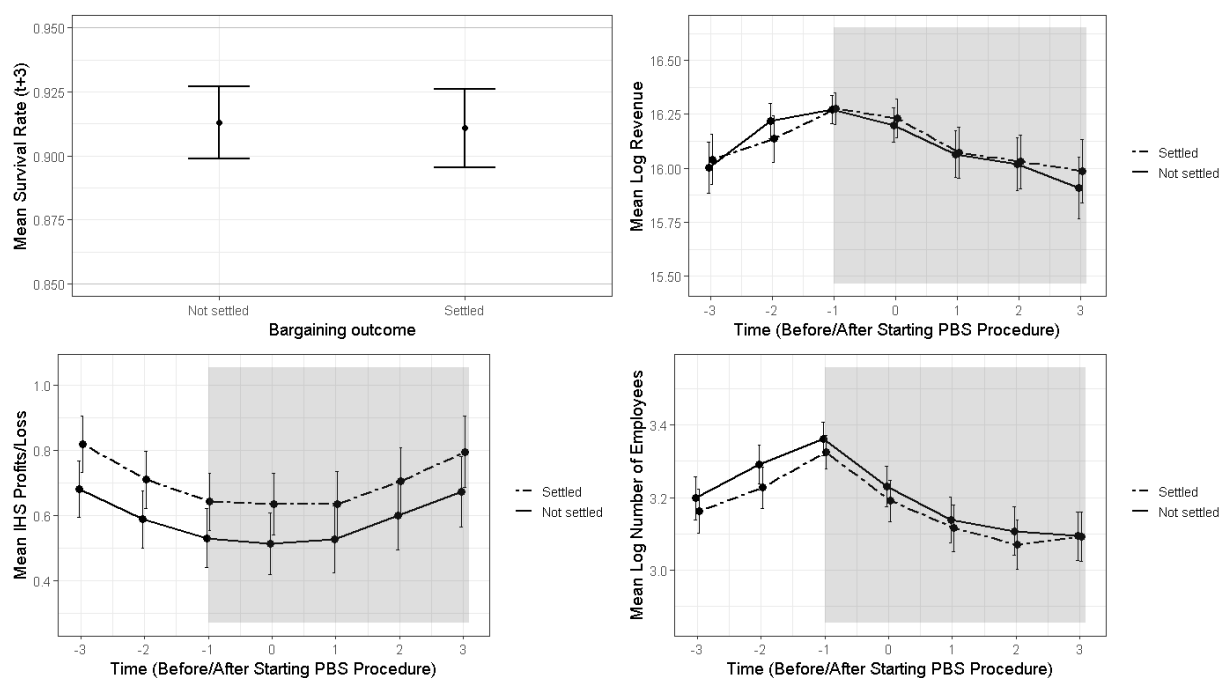 Mean Survival Rate (t+3)
0.950
0.925
0.900
0.875
0.850
Not settled
Settled
Bargaining outcome
Mean Log Revenue
16.50
16.25
16.00
15.75
15.50
-3 -2 -1 0 1 2 3
Time (Before/After Starting PBS Procedure)
Settled
Not settled
Mean IHS Profits/Loss
1.0
0.8
0.6
0.4
-3 -2 -1 0 1 2 3
Time (Before/After Starting PBS Procedure)
Settled
Not settled
Mean Log Number of Employees
3.4
3.2
3.0
-3 -2 -1 0 1 2 3
Time (Before/After Starting PBS Procedure)
Settled
Not settled